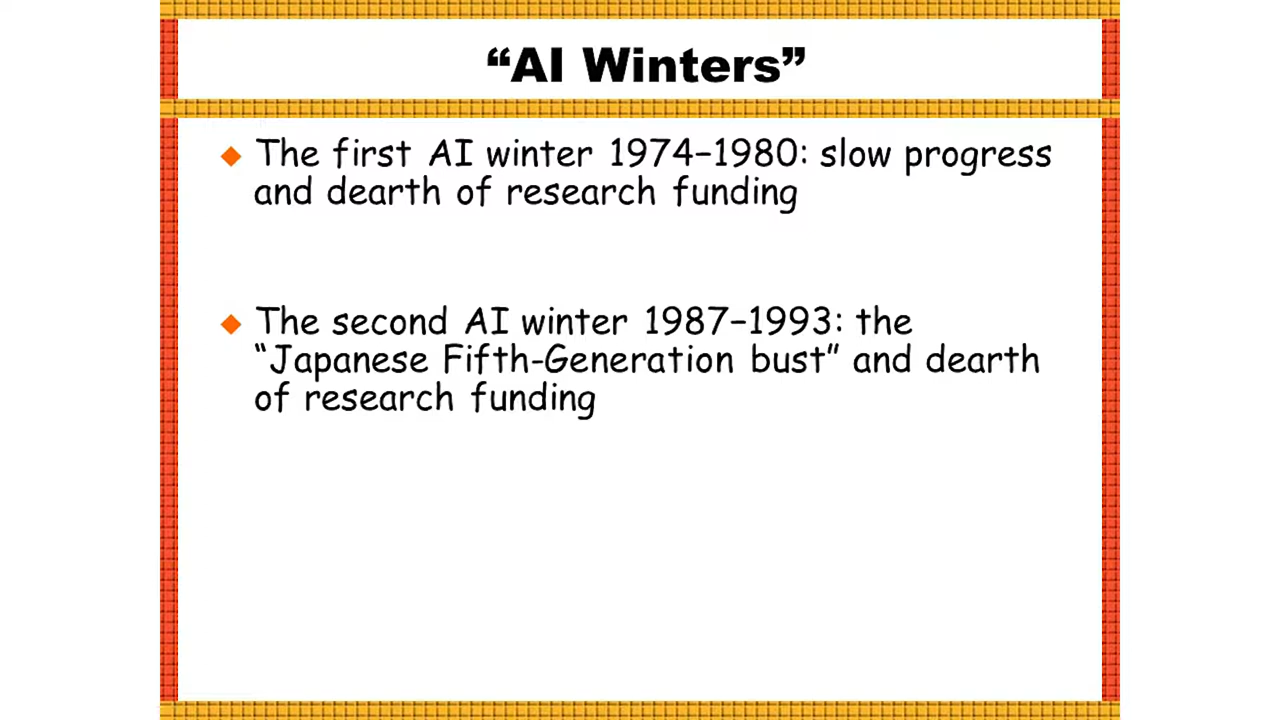 “AI Winters”
The first AI winter 1974–1980: slow progress
and dearth of research funding
The second AI winter 1987–1993: the
“Japanese Fifth-Generation bust” and dearth
of research funding